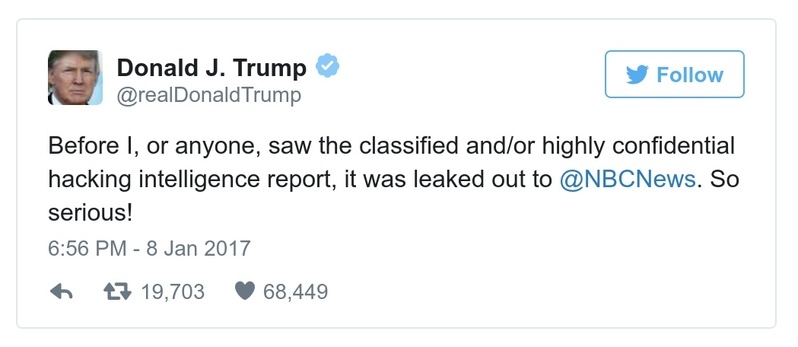 Donald J. Trump
Follow
@realDonaldTrump
Before I, or anyone, saw the classified and/or highly confidential
hacking intelligence report, it was leaked out to @NBCNews. So
serious!
6:56 PM - 8 Jan 2017
19,703 68,449